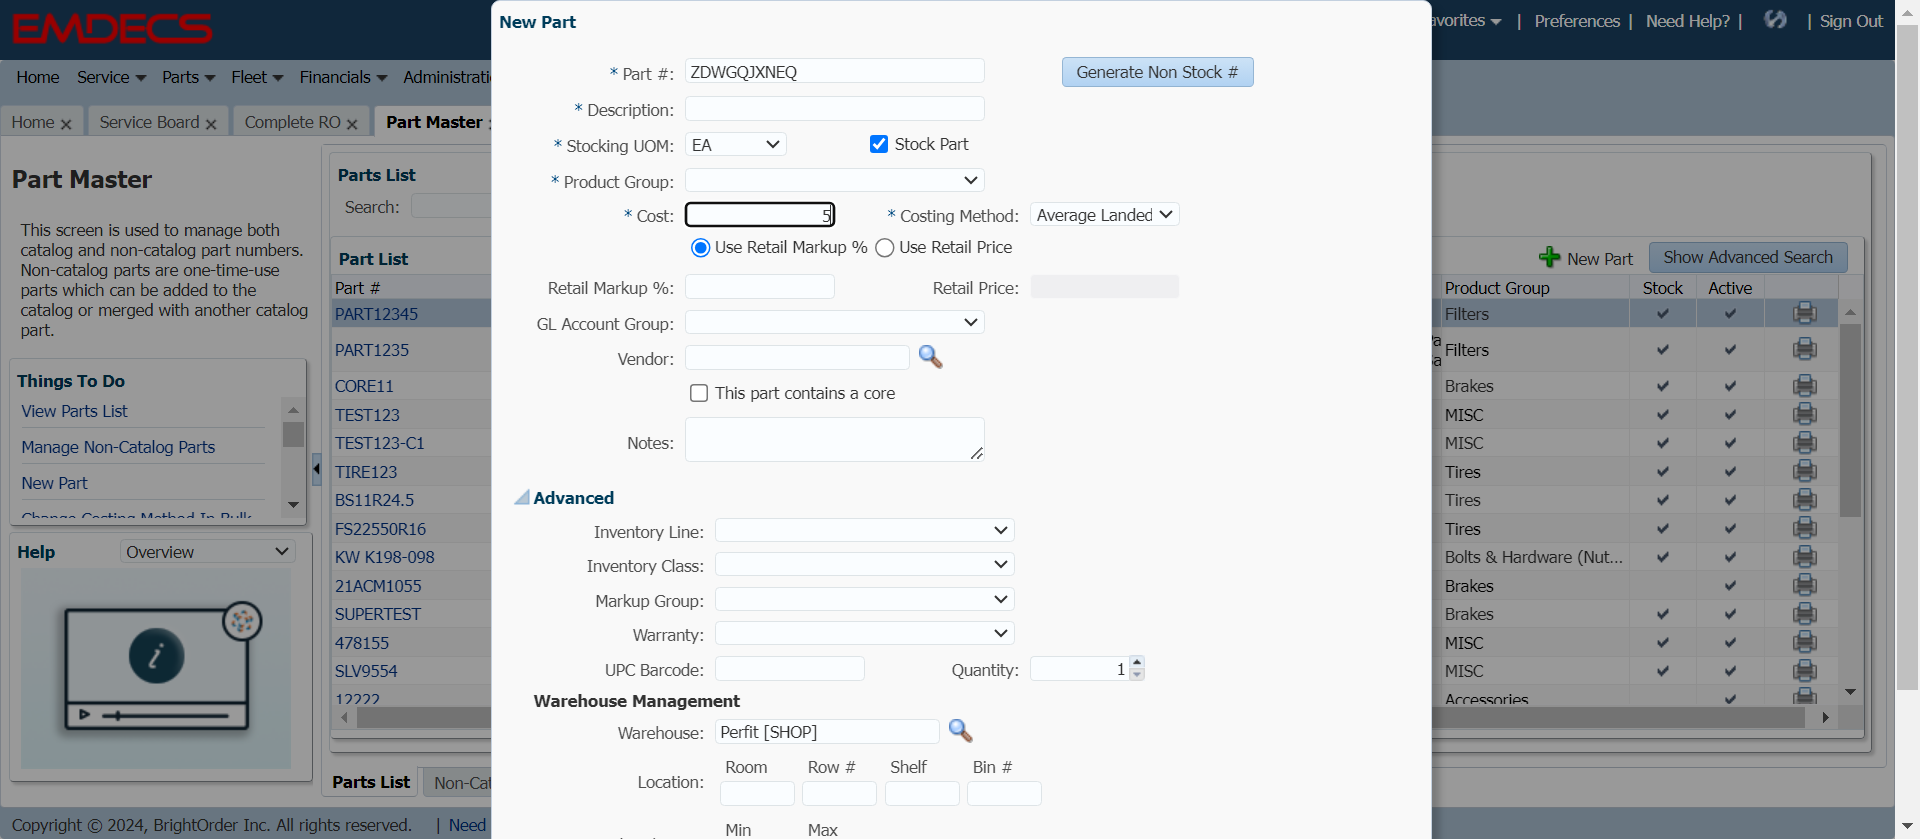 EMDECS
Favorites | Preferences | Need Help? | | Sign Out
Home Service Parts Fleet Financials
Home Service Board Complete RO Part Master
Part Master
This screen is used to manage both
catalog and non-catalog part numbers.
Non-catalog parts are one-time-use
parts which can be added to the
catalog or merged with another catalog
part.
Things To Do
View Parts List
Manage Non-Catalog Parts
New Part
Change Costing Method In Bulk
Help Overview
i
Parts List
Search:
Part List
Part #
PART12345
PART1235
CORE11
TEST123
TEST123-C1
TIRE123
BS11R24.5
FS22550R16
KW K198-098
21ACM1055
SUPERTEST
478155
SLV9554
12222
Parts List
New Part
* Part #: ZDWGQJXNEQ Generate Non Stock #
* Description:
* Stocking UOM: EA Stock Part
* Product Group:
* Cost: 5 * Costing Method: Average Landed
Use Retail Markup % Use Retail Price
Retail Markup %: Retail Price:
GL Account Group:
Vendor:
This part contains a core
Notes:
Advanced
Inventory Line:
Inventory Class:
Markup Group:
Warranty:
UPC Barcode: Quantity: 1
Warehouse Management
Warehouse: Perfit [SHOP]
Room Row # Shelf Bin #
Location:
Min Max
New Part Show Advanced Search
Product Group Stock Active
Filters
Filters
Brakes
MISC
MISC
Tires
Tires
Tires
Bolts & Hardware (Nut...
Brakes
Brakes
MISC
MISC
Accessories
Copyright © 2024, BrightOrder Inc. All rights reserved. | Need